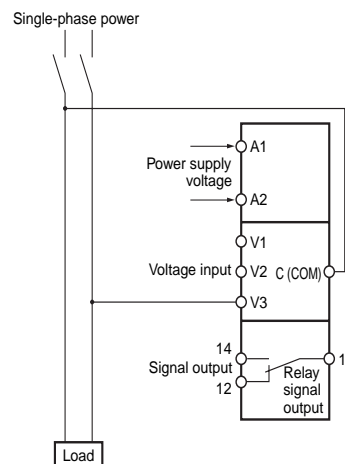 Single-phase power
A1
Power supply
voltage
A2
V1
Voltage input
V2
C (COM)
V3
14
Signal output
12
1
Relay
signal
output
Load